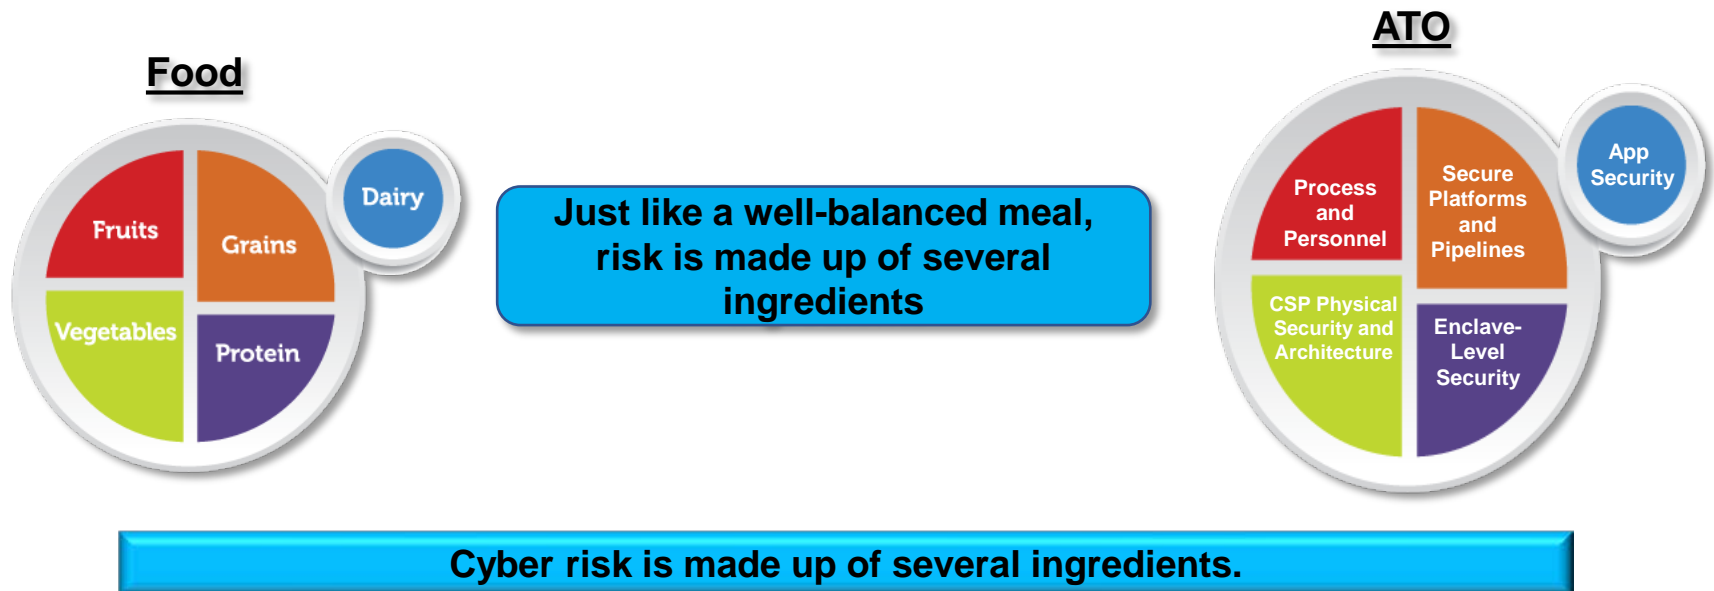 Food
Fruits
Grains
Dairy
Vegetables
Protein
Just like a well-balanced meal,
risk is made up of several
ingredients
ATO
Process
and
Personnel
Secure
Platforms
and
Pipelines
App
Security
CSP Physical
Security and
Architecture
Enclave-
Level
Security
Cyber risk is made up of several ingredients.